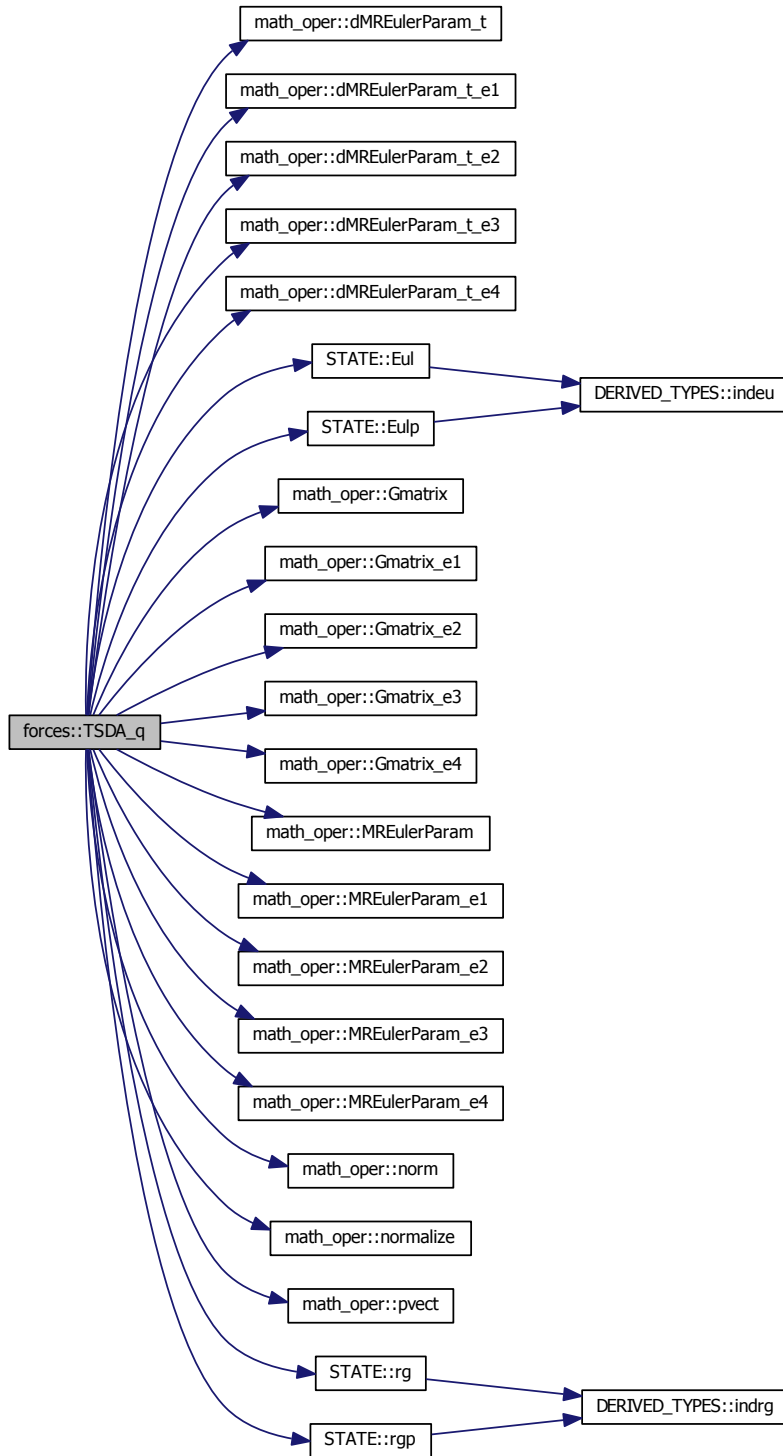 math_oper::dMREulerParam_t
math_oper::dMREulerParam_t_e1
math_oper::dMREulerParam_t_e2
math_oper::dMREulerParam_t_e3
math_oper::dMREulerParam_t_e4
STATE::Eul
DERIVED_TYPES::indeu
STATE::Eulp
math_oper::Gmatrix
math_oper::Gmatrix_e1
math_oper::Gmatrix_e2
math_oper::Gmatrix_e3
forces::TSDA_q
math_oper::Gmatrix_e4
math_oper::MREulerParam
math_oper::MREulerParam_e1
math_oper::MREulerParam_e2
math_oper::MREulerParam_e3
math_oper::MREulerParam_e4
math_oper::norm
math_oper::normalize
math_oper::pvect
STATE::rg
DERIVED_TYPES::indrg
STATE::rgp